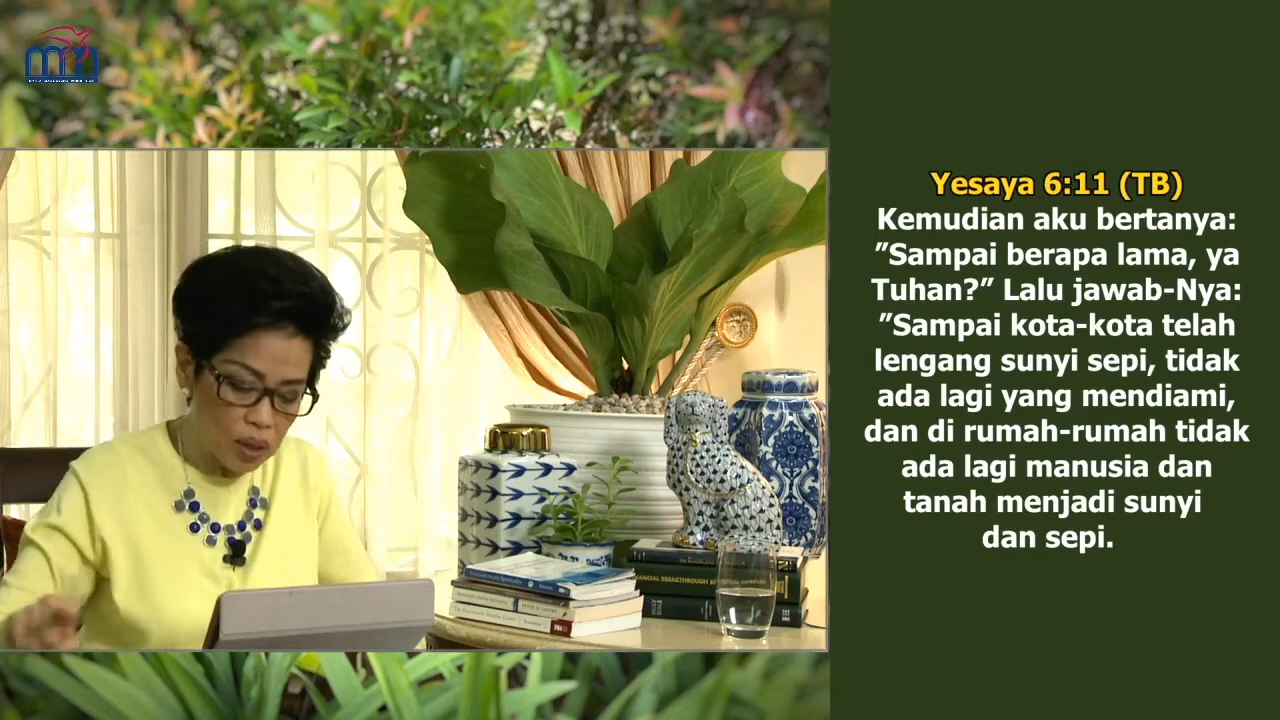 Yesaya 6:11 (TB)
Kemudian aku bertanya:
”Sampai berapa lama, ya
Tuhan?” Lalu jawab-Nya:
”Sampai kota-kota telah
lengang sunyi sepi, tidak
ada lagi yang mendiami,
dan di rumah-rumah tidak
ada lagi manusia dan
tanah menjadi sunyi
dan sepi.